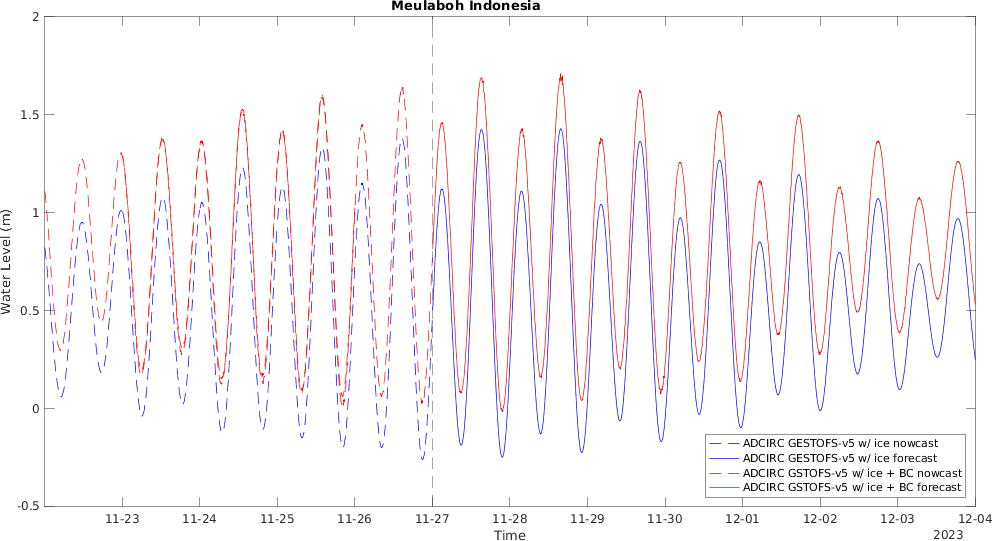 Meulaboh Indonesia
2
1.5
1
0.5
0
-0.5
Water Level (m)
ADCIRC GESTOFS-v5 w/ ice nowcast
ADCIRC GESTOFS-v5 w/ ice forecast
ADCIRC GSTOFS-v5 w/ ice + BC nowcast
ADCIRC GSTOFS-v5 w/ ice + BC forecast
11-23 11-24 11-25 11-26 11-27 11-28 11-29 11-30 12-01 12-02 12-03 12-04
Time
2023